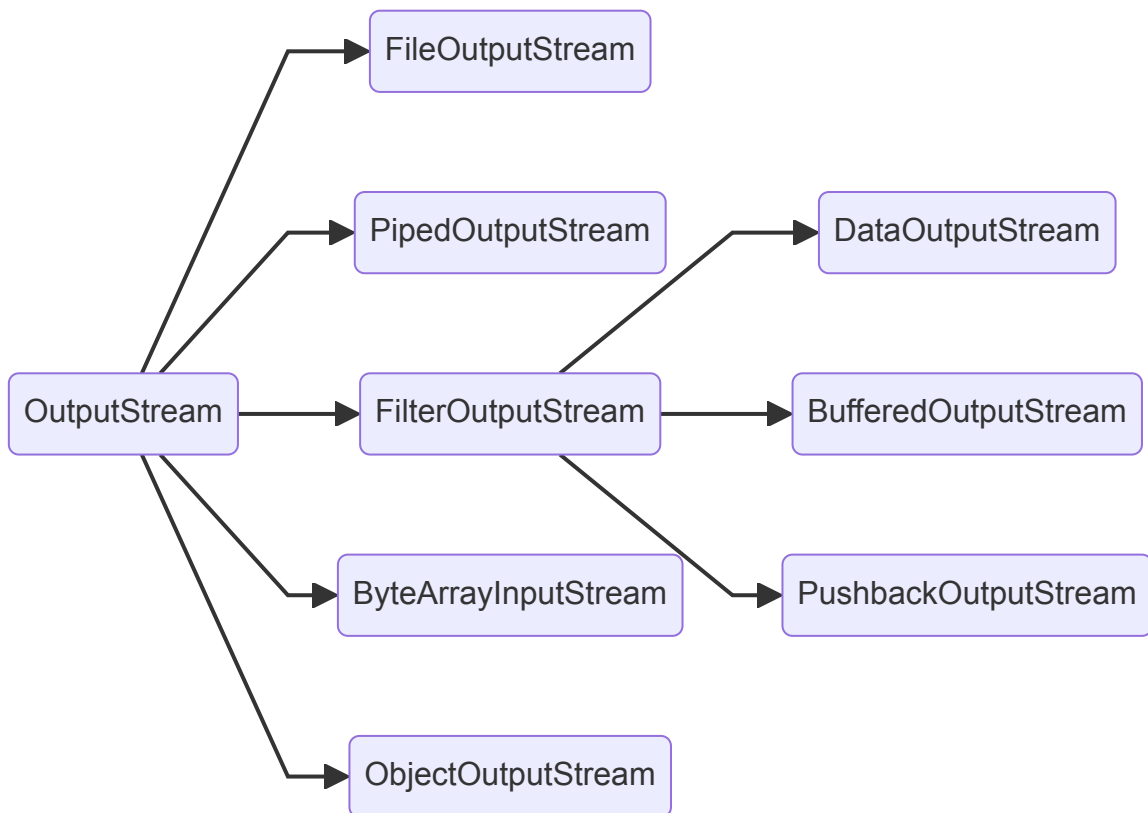 FileOutputStream
PipedOutputStream
DataOutputStream
OutputStream
FilterOutputStream
BufferedOutputStream
ByteArrayInputStream
PushbackOutputStream
ObjectOutputStream